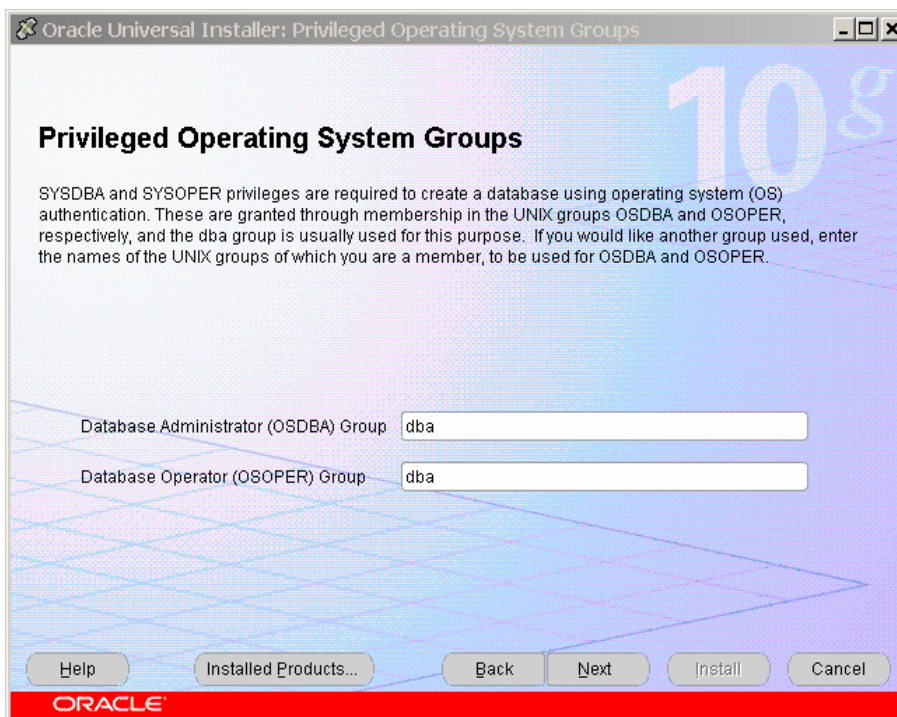 Oracle Universal Installer: Privileged Operating System Groups
10g
Privileged Operating System Groups
SYSDBA and SYSOPER privileges are required to create a database using operating system (OS)
authentication. These are granted through membership in the UNIX groups OSDBA and OSOPER,
respectively, and the dba group is usually used for this purpose. If you would like another group used, enter
the names of the UNIX groups of which you are a member, to be used for OSDBA and OSOPER.
Database Administrator (OSDBA) Group dba
Database Operator (OSOPER) Group dba
Help Installed Products... Back Next Install Cancel
ORACLE